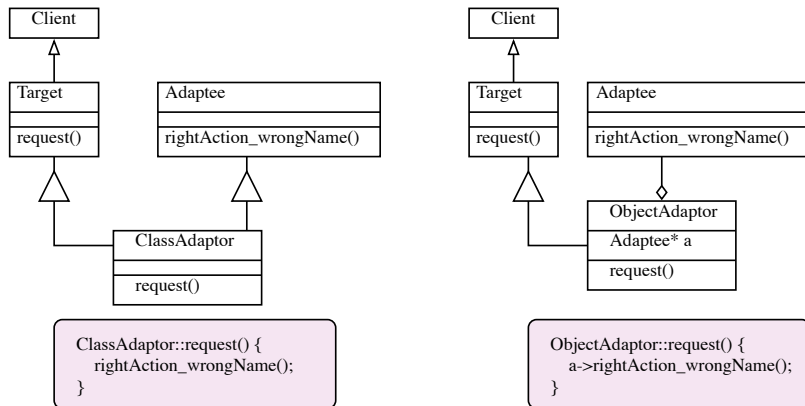 Client
Target
request()
Adaptee
rightAction_wrongName()
ClassAdaptor
request()
ClassAdaptor::request() {
rightAction_wrongName();
}
Client
Target
request()
Adaptee
rightAction_wrongName()
ObjectAdaptor
Adaptee* a
request()
ObjectAdaptor::request() {
a->rightAction_wrongName();
}